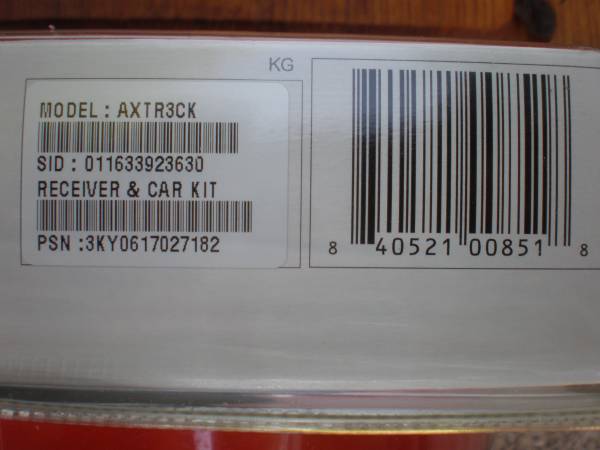 KG
MODEL : AXTR3CK
SID : 011633923630
RECEIVER & CAR KIT
PSN :3KY0617027182
8 40521 00851 8